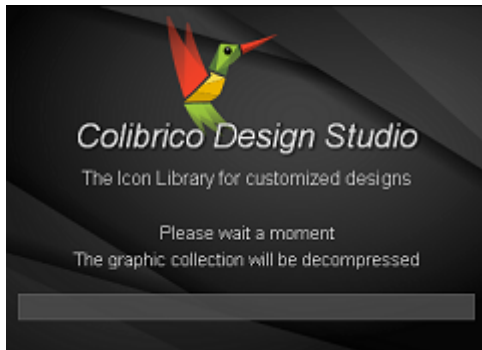 Colibrico Design Studio
The Icon Library for customized designs
Please wait a moment
The graphic collection will be decompressed